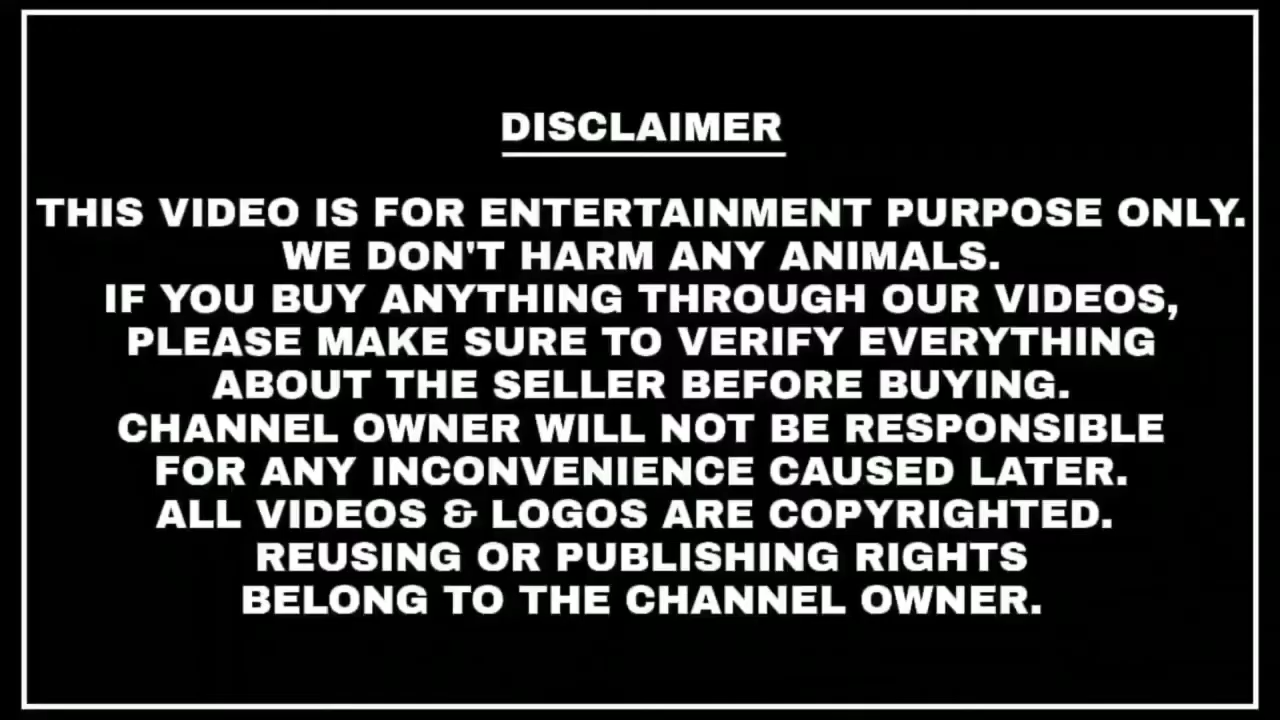 DISCLAIMER
THIS VIDEO IS FOR ENTERTAINMENT PURPOSE ONLY.
WE DON'T HARM ANY ANIMALS.
IF YOU BUY ANYTHING THROUGH OUR VIDEOS,
PLEASE MAKE SURE TO VERIFY EVERYTHING
ABOUT THE SELLER BEFORE BUYING.
CHANNEL OWNER WILL NOT BE RESPONSIBLE
FOR ANY INCONVENIENCE CAUSED LATER.
ALL VIDEOS & LOGOS ARE COPYRIGHTED.
REUSING OR PUBLISHING RIGHTS
BELONG TO THE CHANNEL OWNER.